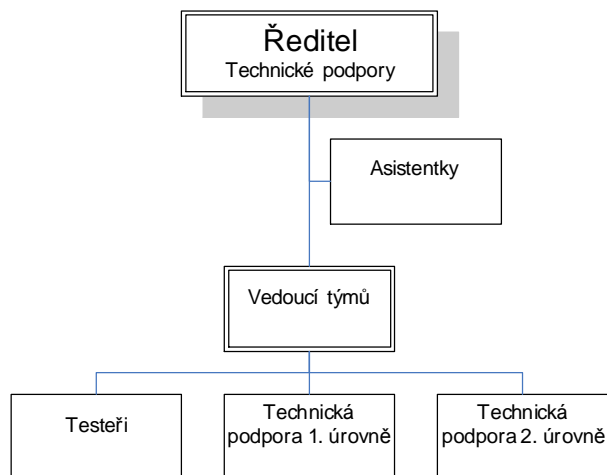 Ředitel
Technické podpory
Asistentky
Vedoucí týmů
Testeři
Technická
podpora 1. úrovně
Technická
podpora 2. úrovně